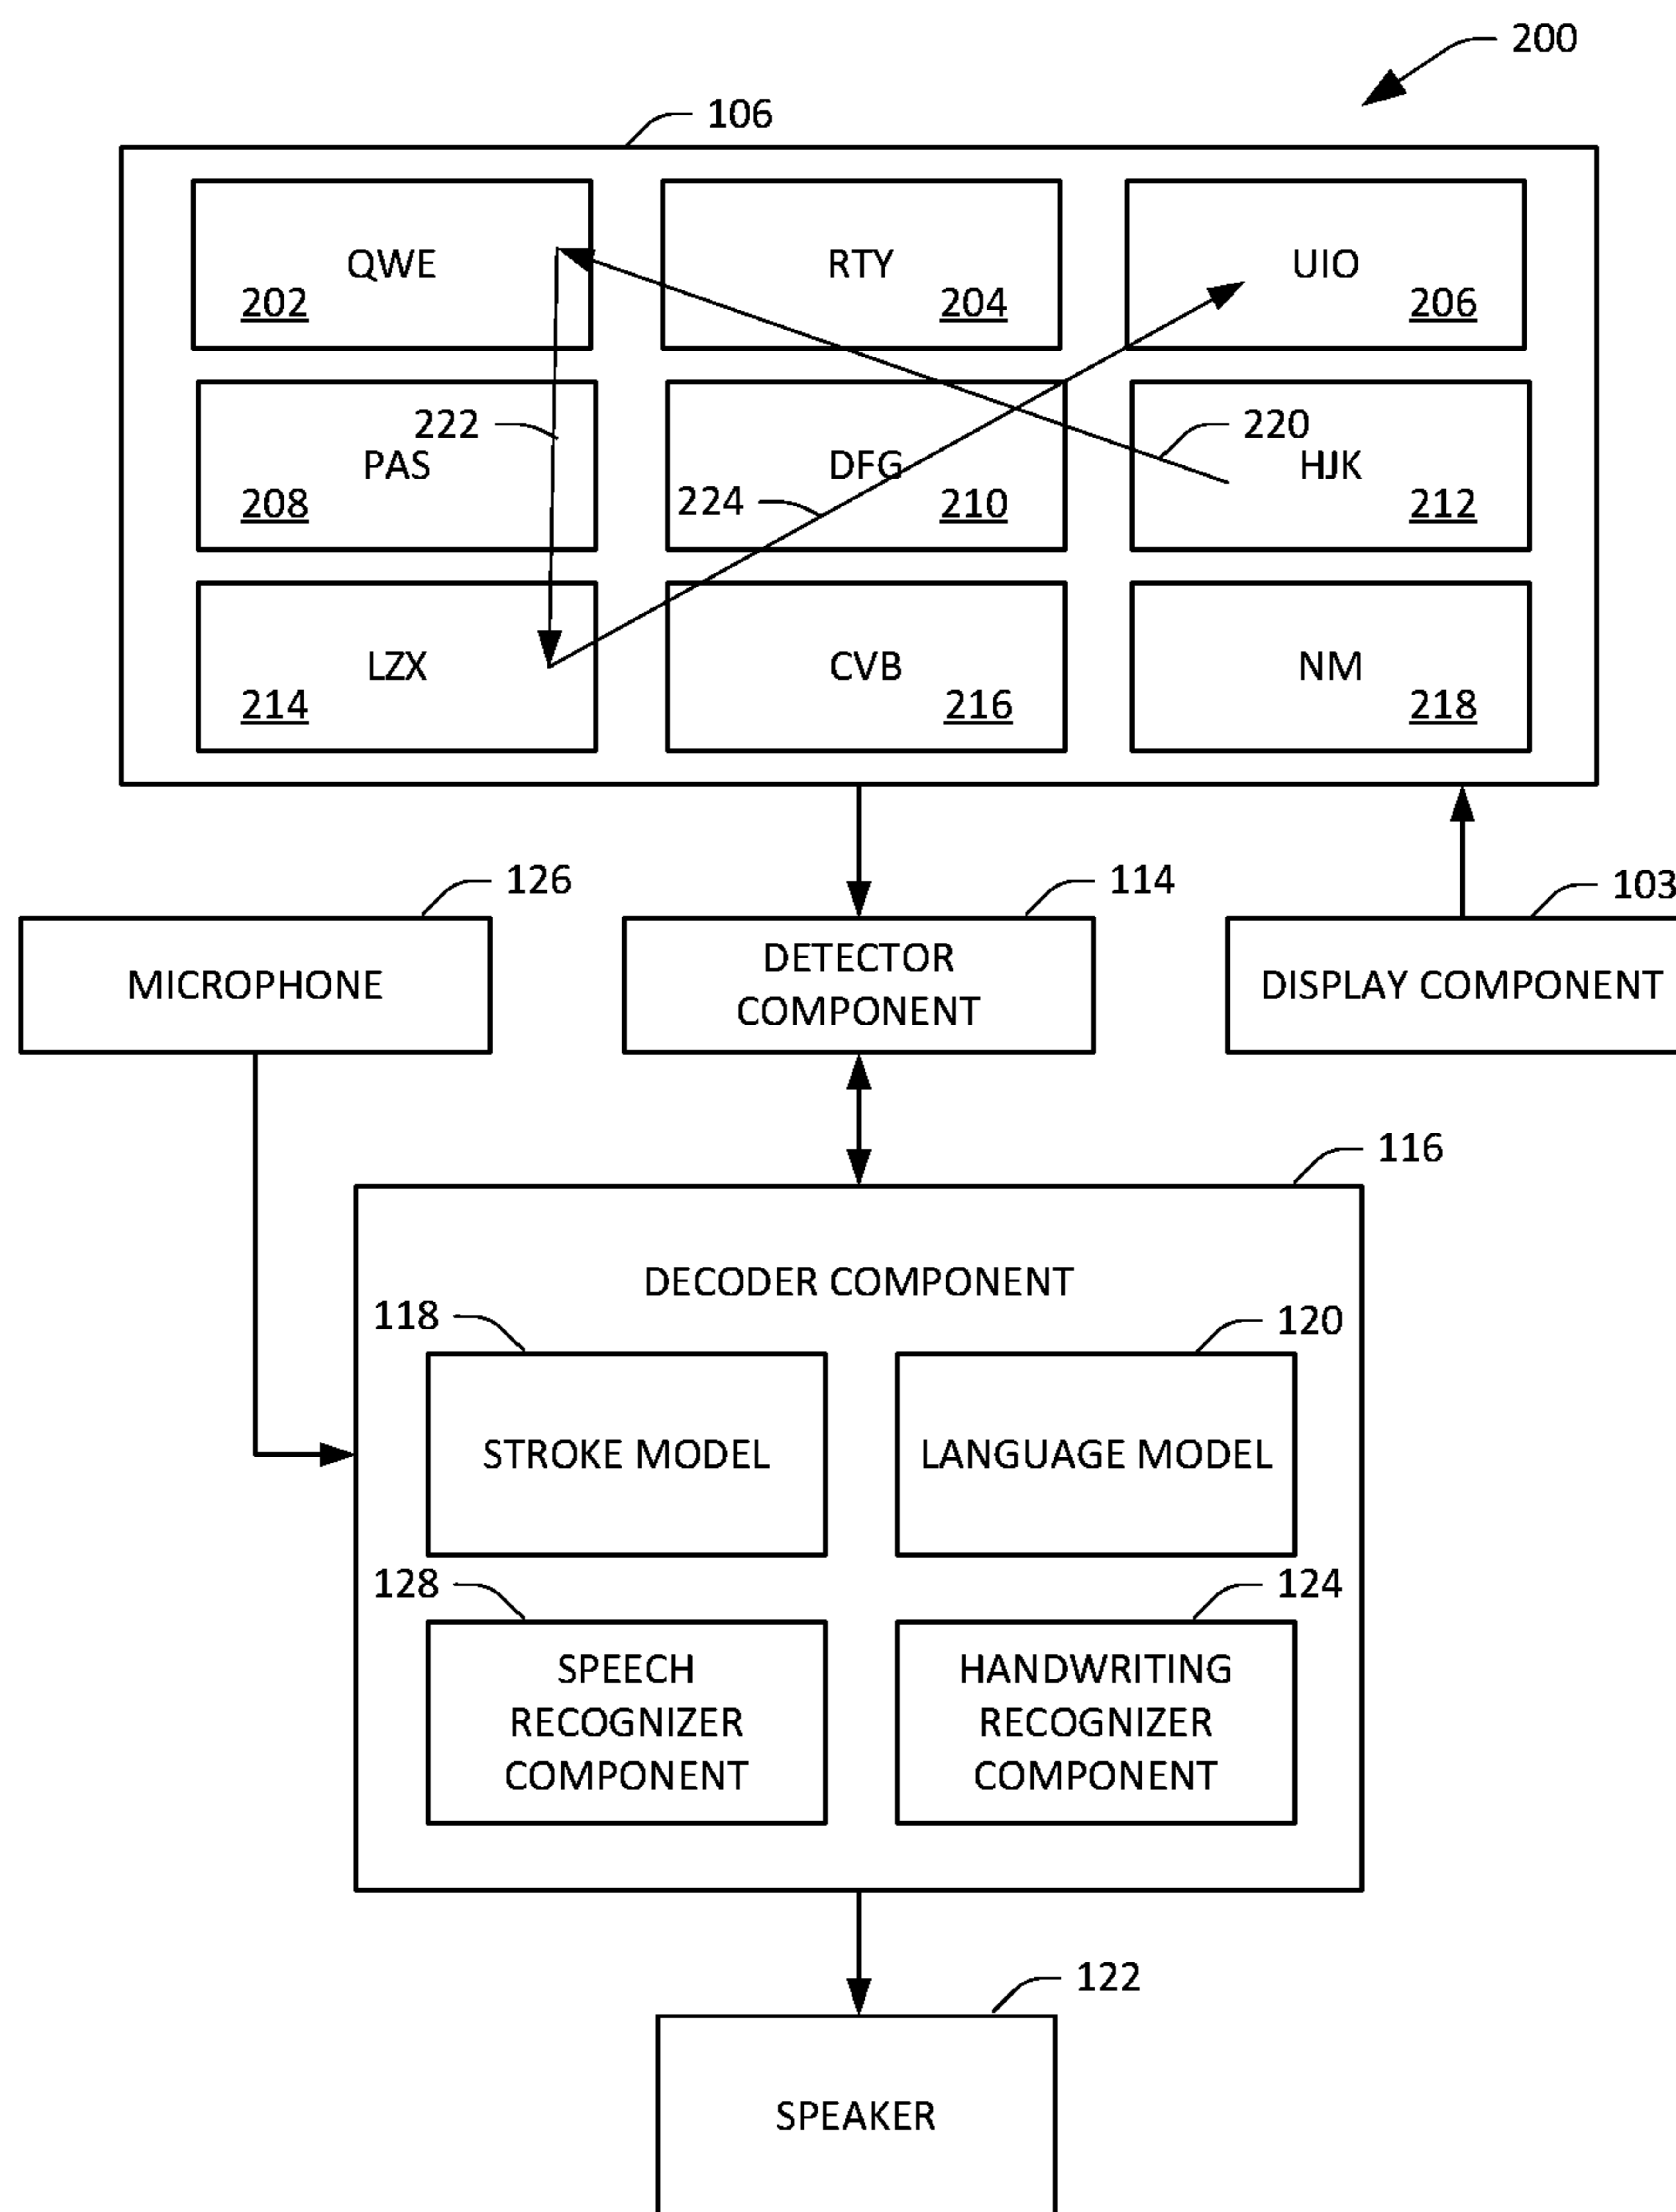 200
106
QWE
202
RTY
204
UIO
206
222
PAS
208
224
DFG
210
220
HJK
212
LZX
214
CVB
216
NM
218
126
MICROPHONE
114
DETECTOR
COMPONENT
103
DISPLAY COMPONENT
116
DECODER COMPONENT
118
STROKE MODEL
120
LANGUAGE MODEL
128
SPEECH
RECOGNIZER
COMPONENT
124
HANDWRITING
RECOGNIZER
COMPONENT
122
SPEAKER